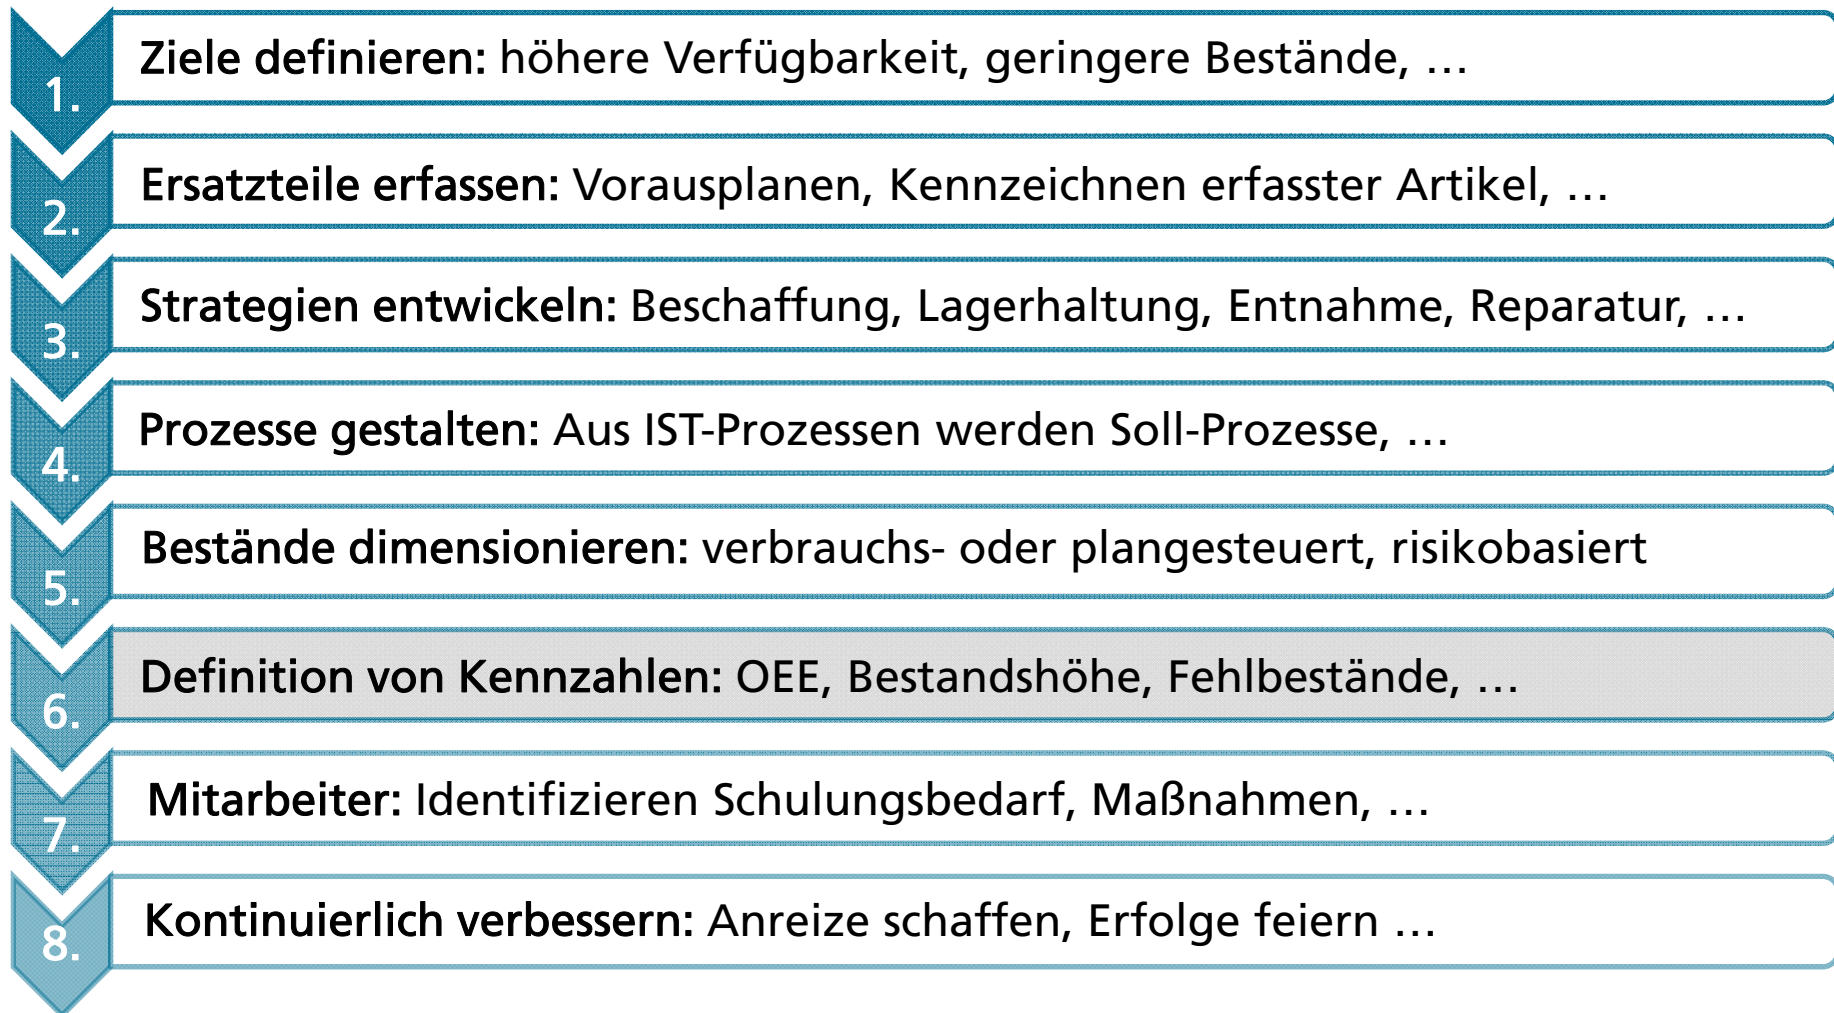 1. Ziele definieren: höhere Verfügbarkeit, geringere Bestände, …
2. Ersatzteile erfassen: Vorausplanen, Kennzeichnen erfasster Artikel, …
3. Strategien entwickeln: Beschaffung, Lagerhaltung, Entnahme, Reparatur, …
4. Prozesse gestalten: Aus IST-Prozessen werden Soll-Prozesse, …
5. Bestände dimensionieren: verbrauchs- oder plangesteuert, risikobasiert
6. Definition von Kennzahlen: OEE, Bestandshöhe, Fehlbestände, …
7. Mitarbeiter: Identifizieren Schulungsbedarf, Maßnahmen, …
8. Kontinuierlich verbessern: Anreize schaffen, Erfolge feiern …